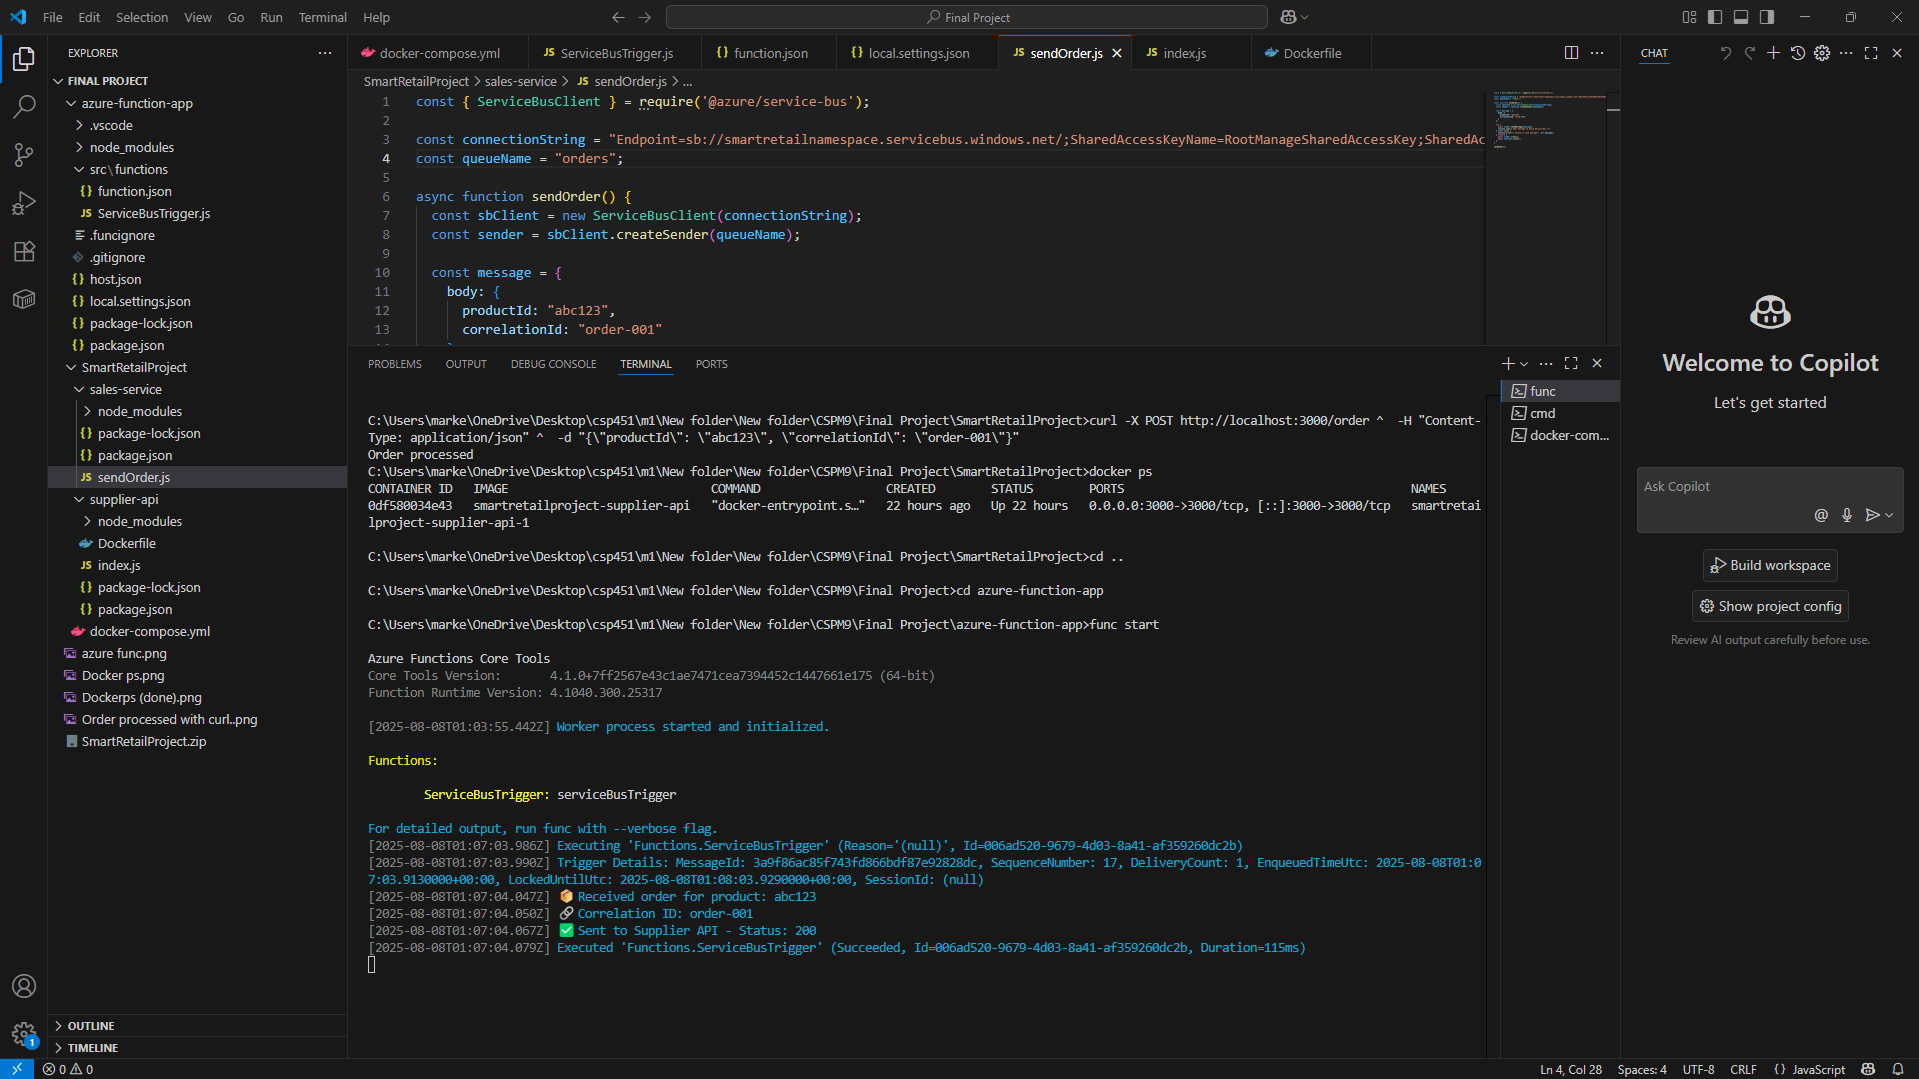 File Edit Selection View Go Run Terminal Help
Final Project
EXPLORER
FINAL PROJECT
azure-function-app
.vscode
node_modules
src\functions
function.json
ServiceBusTrigger.js
.funcignore
.gitignore
host.json
local.settings.json
package-lock.json
package.json
SmartRetailProject
sales-service
node_modules
package-lock.json
package.json
sendOrder.js
supplier-api
node_modules
Dockerfile
index.js
package-lock.json
package.json
docker-compose.yml
azure func.png
Docker ps.png
Dockerps (done).png
Order processed with curl..png
SmartRetailProject.zip
OUTLINE
TIMELINE
docker-compose.yml ServiceBusTrigger.js function.json local.settings.json sendOrder.js index.js Dockerfile
SmartRetailProject > sales-service > JS sendOrder.js > ...
1 const { ServiceBusClient } = require('@azure/service-bus');
2
3 const connectionString = "Endpoint=sb://smartretailnamespace.servicebus.windows.net/;SharedAccessKeyName=RootManageSharedAccessKey;SharedAc
4 const queueName = "orders";
5
6 async function sendOrder() {
7 const sbClient = new ServiceBusClient(connectionString);
8 const sender = sbClient.createSender(queueName);
9
10 const message = {
11 body: {
12 productId: "abc123",
13 correlationId: "order-001"
PROBLEMS OUTPUT DEBUG CONSOLE TERMINAL PORTS
C:\Users\marke\OneDrive\Desktop\csp451\m1\New folder\New folder\CSPM9\Final Project\SmartRetailProject>curl -X POST http://localhost:3000/order ^  -H "Content-
Type: application/json" ^  -d "{\"productId\": \"abc123\", \"correlationId\": \"order-001\"}"
Order processed
C:\Users\marke\OneDrive\Desktop\csp451\m1\New folder\New folder\CSPM9\Final Project\SmartRetailProject>docker ps
CONTAINER ID IMAGE COMMAND CREATED STATUS PORTS NAMES
0df580034e43 smartretailproject-supplier-api "docker-entrypoint.s…" 22 hours ago Up 22 hours 0.0.0.0:3000->3000/tcp, [::]:3000->3000/tcp smartretai
lproject-supplier-api-1
C:\Users\marke\OneDrive\Desktop\csp451\m1\New folder\New folder\CSPM9\Final Project\SmartRetailProject>cd ..
C:\Users\marke\OneDrive\Desktop\csp451\m1\New folder\New folder\CSPM9\Final Project>cd azure-function-app
C:\Users\marke\OneDrive\Desktop\csp451\m1\New folder\New folder\CSPM9\Final Project\azure-function-app>func start
Azure Functions Core Tools
Core Tools Version: 4.1.0+7ff2567e43c1ae7471cea7394452c1447661e175 (64-bit)
Function Runtime Version: 4.1040.300.25317
[2025-08-08T01:03:55.442Z] Worker process started and initialized.
Functions:
ServiceBusTrigger: serviceBusTrigger
For detailed output, run func with --verbose flag.
[2025-08-08T01:07:03.986Z] Executing 'Functions.ServiceBusTrigger' (Reason='(null)', Id=006ad520-9679-4d03-8a41-af359260dc2b)
[2025-08-08T01:07:03.990Z] Trigger Details: MessageId: 3a9f86ac85f743fd866bdf87e92828dc, SequenceNumber: 17, DeliveryCount: 1, EnqueuedTimeUtc: 2025-08-08T01:0
7:03.9130000+00:00, LockedUntilUtc: 2025-08-08T01:08:03.9290000+00:00, SessionId: (null)
[2025-08-08T01:07:04.047Z] 📦 Received order for product: abc123
[2025-08-08T01:07:04.050Z] 🔗 Correlation ID: order-001
[2025-08-08T01:07:04.067Z] ✅ Sent to Supplier API - Status: 200
[2025-08-08T01:07:04.079Z] Executed 'Functions.ServiceBusTrigger' (Succeeded, Id=006ad520-9679-4d03-8a41-af359260dc2b, Duration=115ms)
func
cmd
docker-com...
CHAT
Welcome to Copilot
Let's get started
Ask Copilot
Build workspace
Show project config
Review AI output carefully before use.
1
0 0
Ln 4, Col 28 Spaces: 4 UTF-8 CRLF {} JavaScript